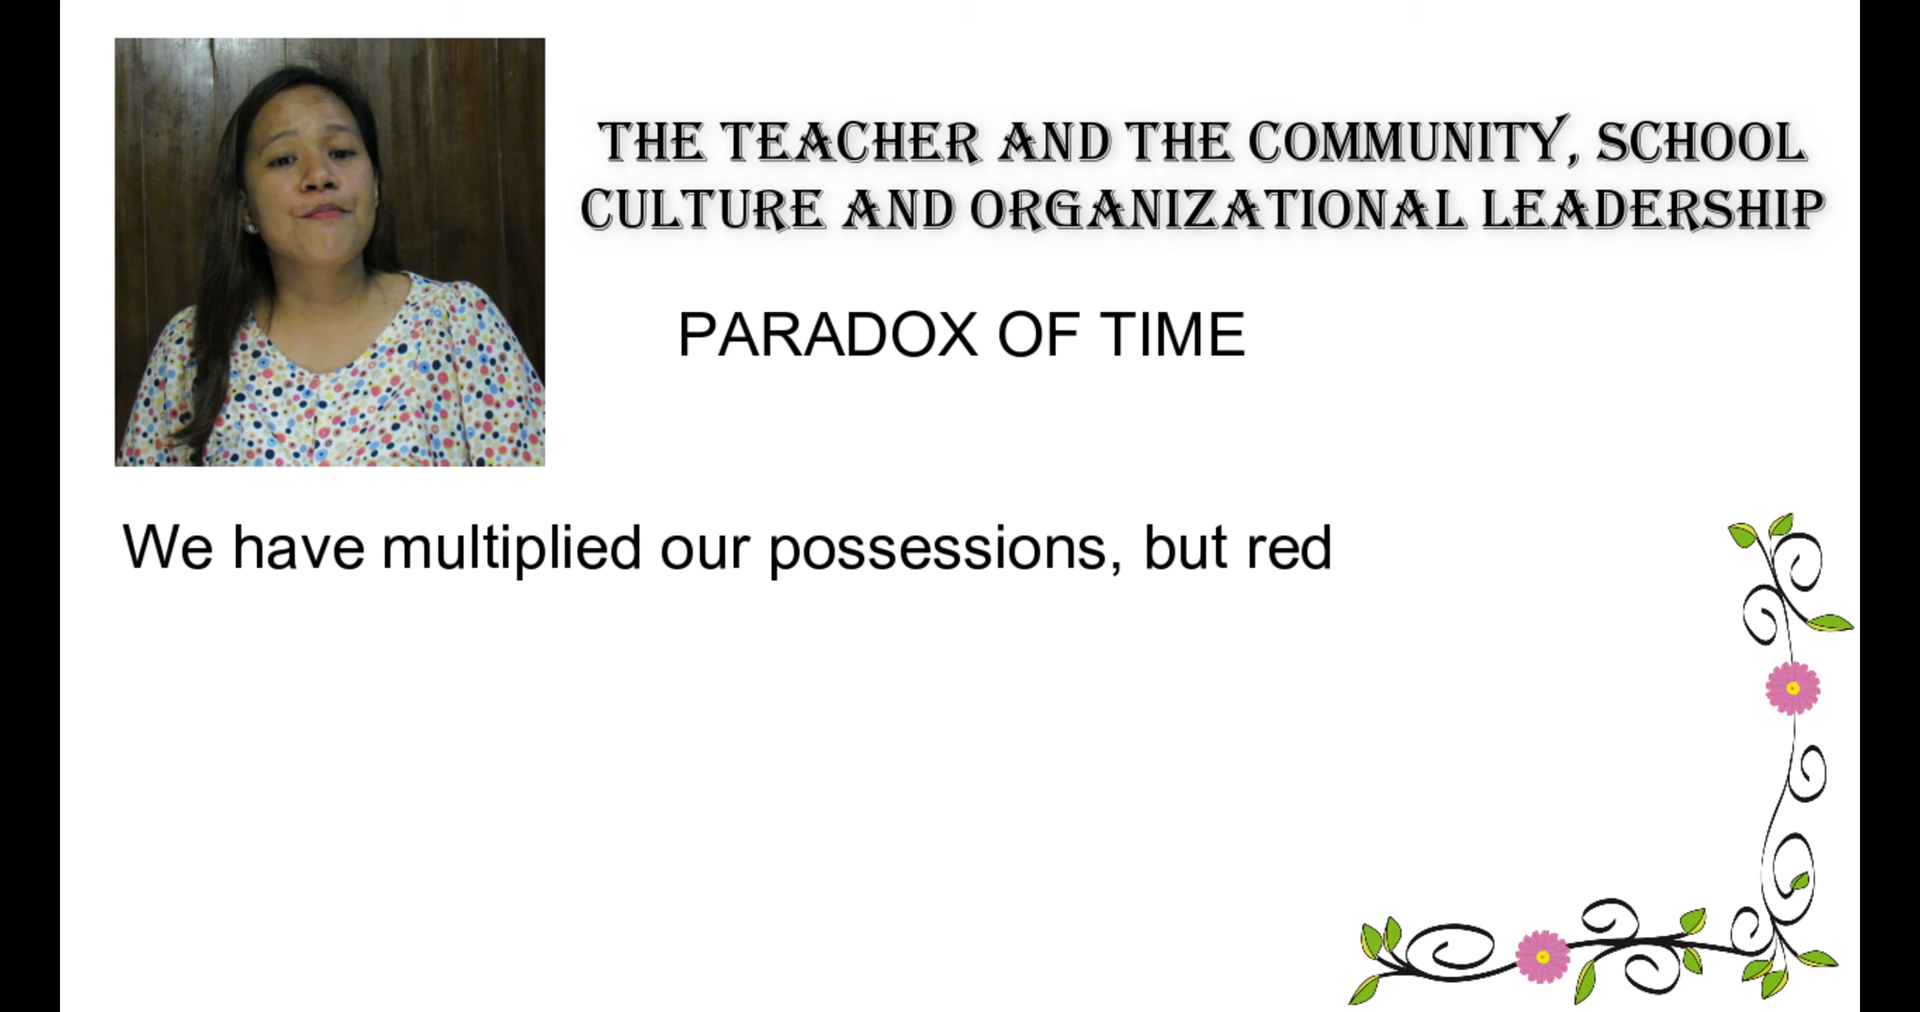 THE TEACHER AND THE COMMUNITY, SCHOOL
CULTURE AND ORGANIZATIONAL LEADERSHIP
PARADOX OF TIME
We have multiplied our possessions, but red